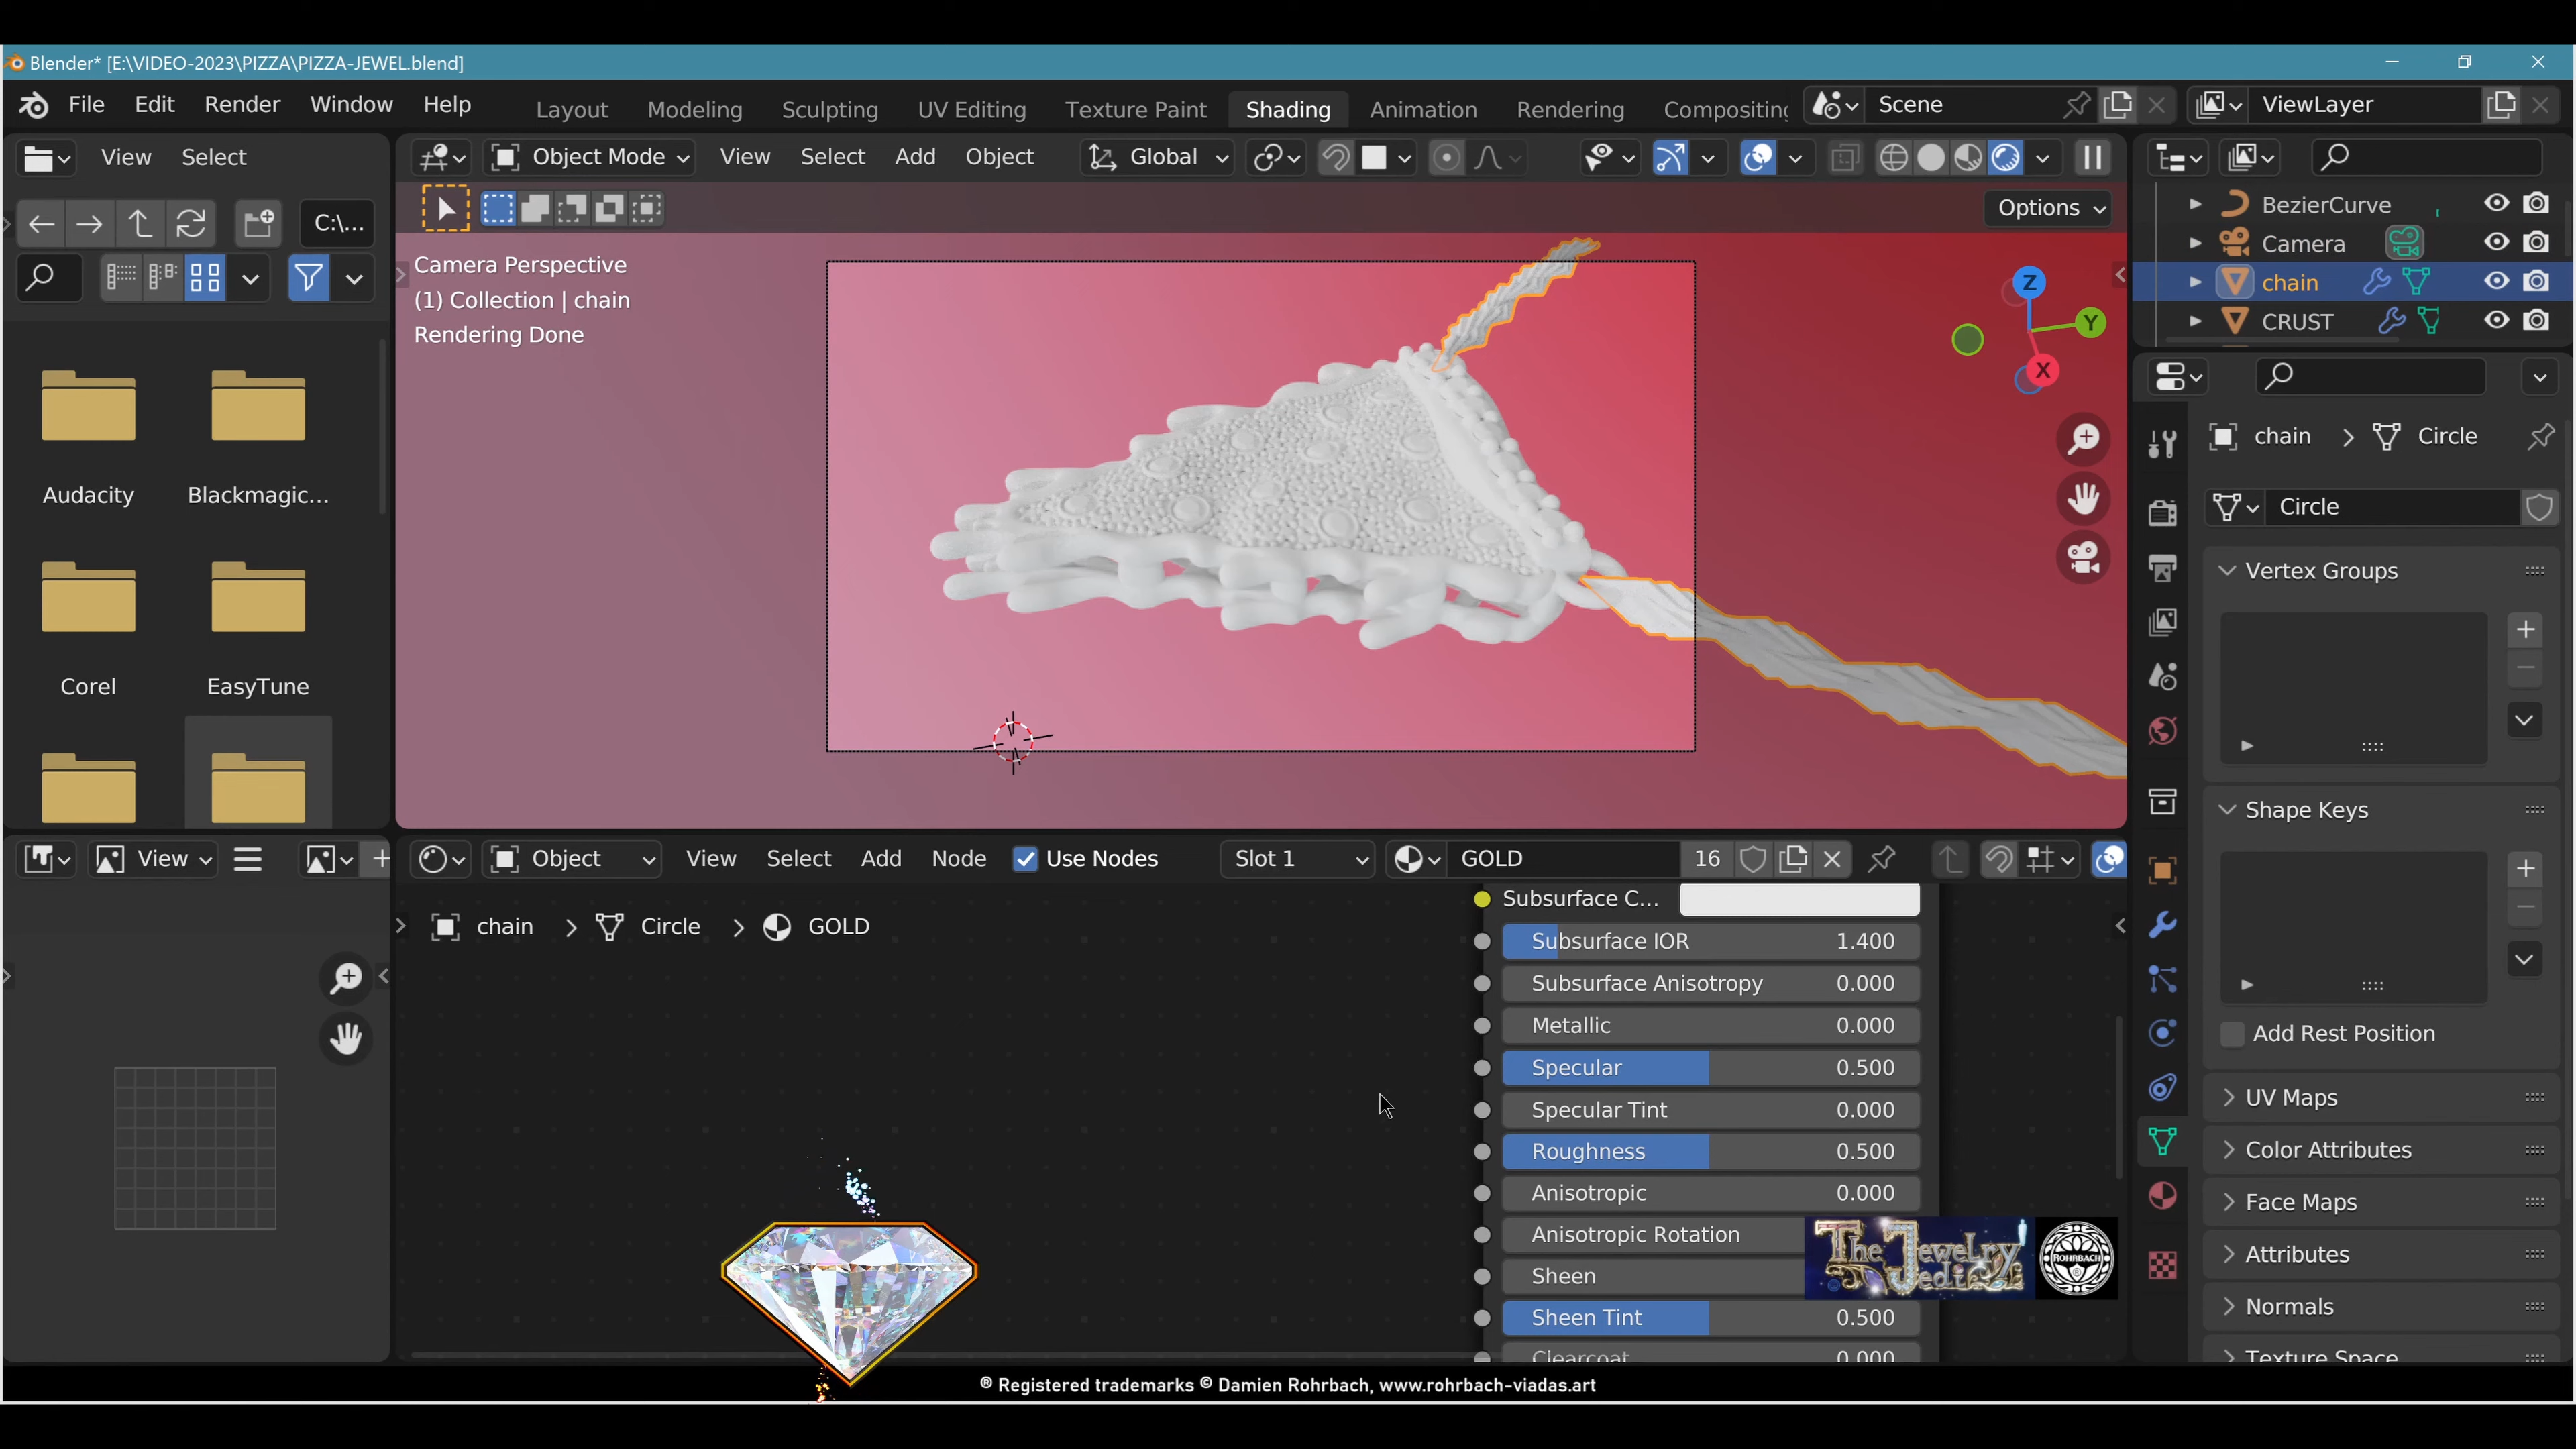 Blender* [E:\VIDEO-2023\PIZZA\PIZZA-JEWEL.blend]
File Edit Render Window Help
Layout Modeling Sculpting UV Editing Texture Paint Shading Animation Rendering Compositing
Scene
ViewLayer
View Select
C:\...
Audacity
Blackmagic...
Corel
EasyTune
Object Mode View Select Add Object Global
Options
Camera Perspective
(1) Collection | chain
Rendering Done
Z
Y
X
BezierCurve
Camera
chain
CRUST
chain Circle
Circle
Vertex Groups
Shape Keys
Add Rest Position
UV Maps
Color Attributes
Face Maps
Attributes
Normals
Texture Space
View
Object View Select Add Node Use Nodes Slot 1 GOLD 16
chain Circle GOLD
Subsurface C...
Subsurface IOR 1.400
Subsurface Anisotropy 0.000
Metallic 0.000
Specular 0.500
Specular Tint 0.000
Roughness 0.500
Anisotropic 0.000
Anisotropic Rotation
Sheen
Sheen Tint 0.500
Clearcoat 0.000
The Jewelry
Jedi
ROHRBACH
®
® Registered trademarks © Damien Rohrbach, www.rohrbach-viadas.art